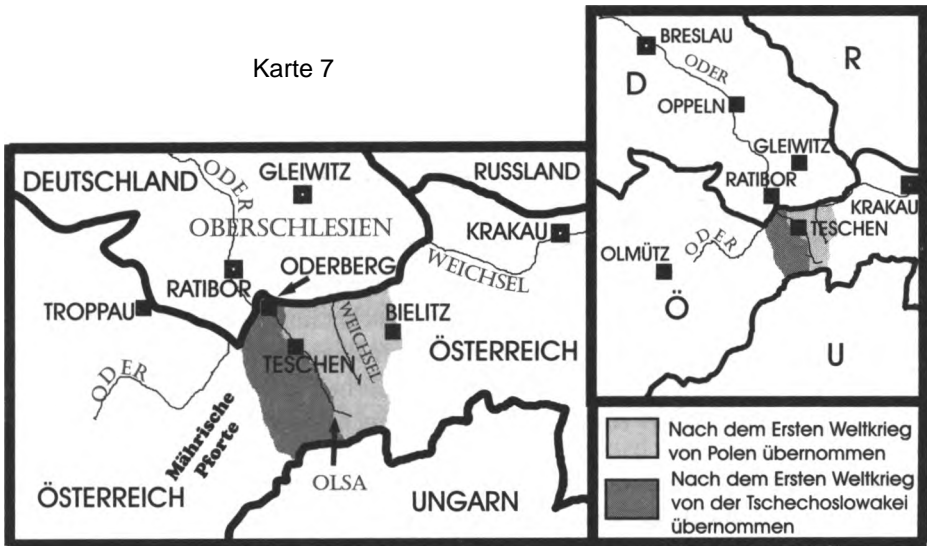 Karte 7
DEUTSCHLAND
ODER
GLEIWITZ
RUSSLAND
OBERSCHLESIEN
KRAKAU
WEICHSEL
RATIBOR
ODERBERG
TROPPAU
BIELITZ
WEICHSEL
TESCHEN
ÖSTERREICH
ODER
Mährische
Pforte
ÖSTERREICH
OLSA
UNGARN
BRESLAU
ODER
R
D
OPPELN
GLEIWITZ
RATIBOR
KRAKAU
TESCHEN
ODER
OLMÜTZ
Ö
U
Nach dem Ersten Weltkrieg
von Polen übernommen
Nach dem Ersten Weltkrieg
von der Tschechoslowakei
übernommen